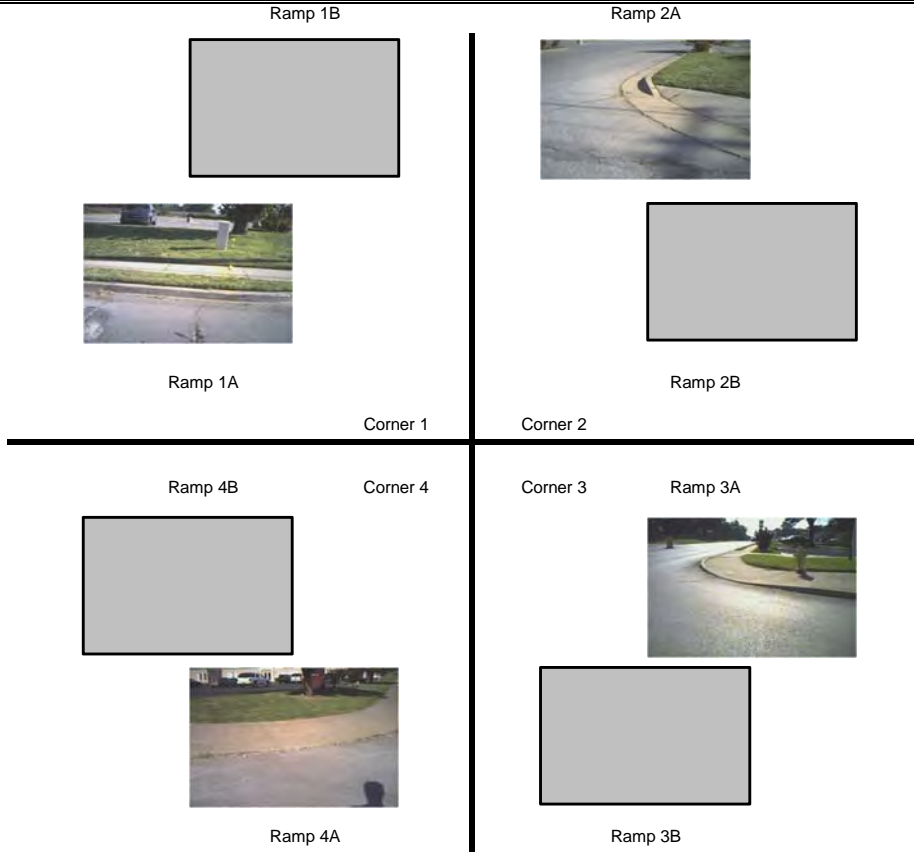 Ramp 1B
Ramp 2A
Ramp 1A
Ramp 2B
Corner 1
Corner 2
Ramp 4B
Corner 4
Corner 3
Ramp 3A
Ramp 4A
Ramp 3B